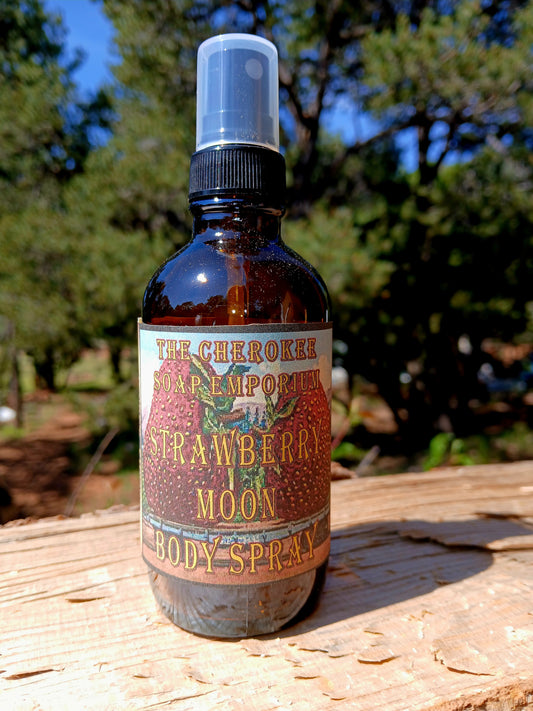 THE CHEROKEE
SOAP EMPORIUM
STRAWBERRY
MOON
BODY SPRAY